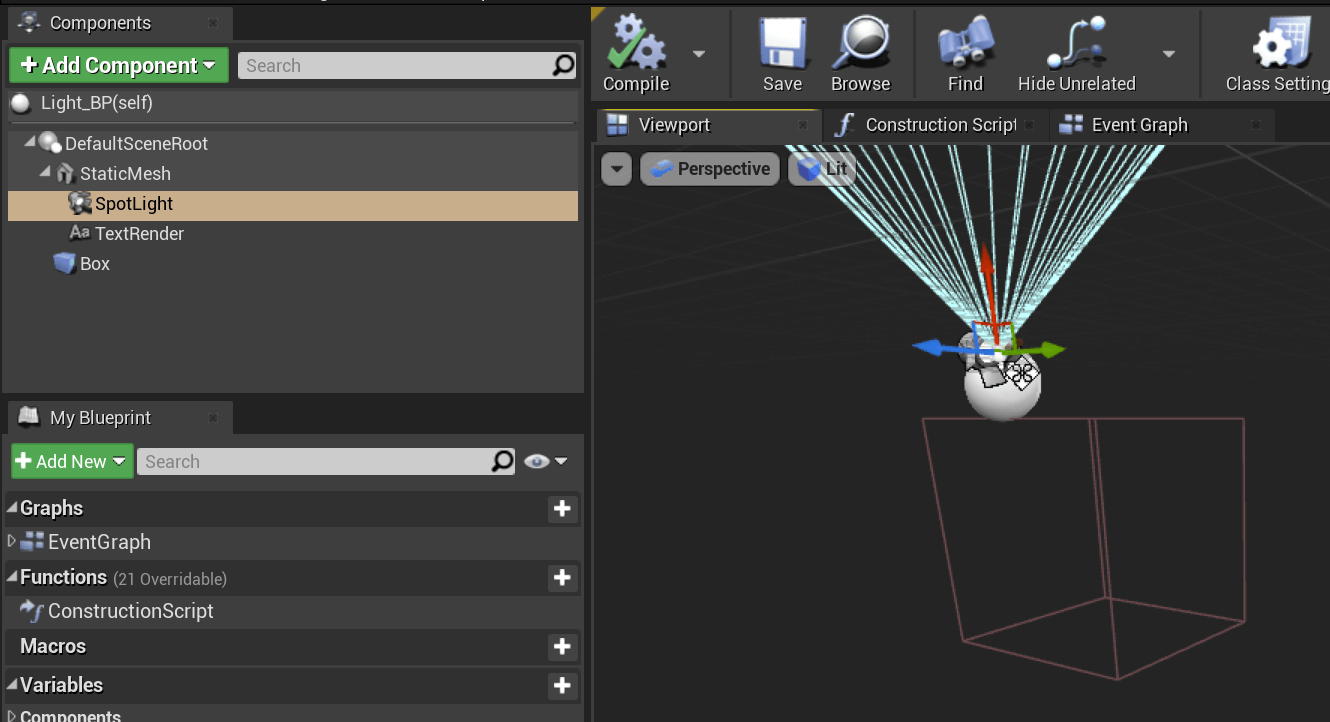 Components
Add Component
Search
Light_BP(self)
DefaultSceneRoot
StaticMesh
SpotLight
Aa TextRender
Box
My Blueprint
Add New
Search
Graphs
EventGraph
Functions (21 Overridable)
ConstructionScript
Macros
Variables
Components
Compile
Save
Browse
Find
Hide Unrelated
Class Setting
Viewport
Construction Script
Event Graph
Perspective
Lit